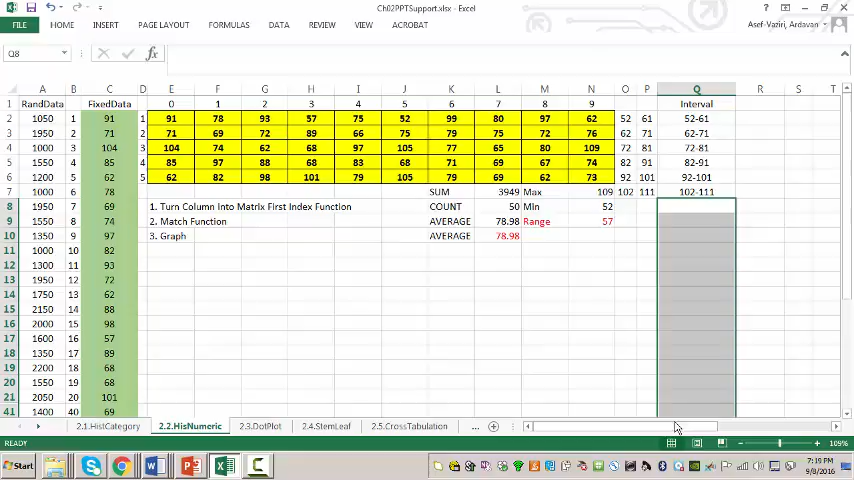 Ch02PPTSupport.xlsx - Excel
FILE HOME INSERT PAGE LAYOUT FORMULAS DATA REVIEW VIEW ACROBAT Asef-Vaziri, Ardavan
Q8 fx
A B C D E F G H I J K L M N O P Q R S T
1 RandData FixedData 0 1 2 3 4 5 6 7 8 9 Interval
2 1050 1 91 1 91 78 93 57 75 52 99 80 97 62 52 61 52-61
3 1950 2 71 2 71 69 72 89 66 75 79 75 72 76 62 71 62-71
4 1000 3 104 3 104 74 62 68 97 105 77 65 80 109 72 81 72-81
5 1550 4 85 4 85 97 88 68 83 68 71 69 67 74 82 91 82-91
6 1200 5 62 5 62 82 98 101 79 105 79 69 62 73 92 101 92-101
7 1000 6 78 SUM 3949 Max 109 102 111 102-111
8 1950 7 69 1. Turn Column Into Matrix First Index Function COUNT 50 Min 52
9 1550 8 74 2. Match Function AVERAGE 78.98 Range 57
10 1350 9 97 3. Graph AVERAGE 78.98
11 1000 10 82
12 1300 11 93
13 1950 12 72
14 1750 13 62
15 2150 14 88
16 2000 15 98
17 1600 16 57
18 1350 17 89
19 2200 18 68
20 1550 19 68
21 2050 20 101
41 1400 40 69
2.1.HistCategory 2.2.HisNumeric 2.3.DotPlot 2.4.StemLeaf 2.5.CrossTabulation ...
READY 109%
Start 7:19 PM
9/8/2016